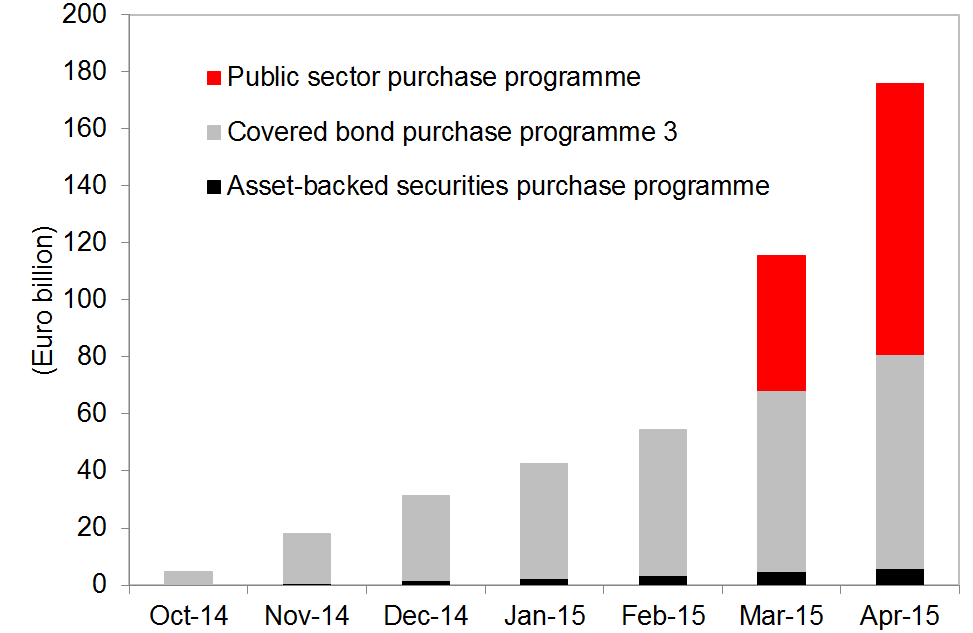 200
180
160
140
120
100
80
60
40
20
0
(Euro billion)
Public sector purchase programme
Covered bond purchase programme 3
Asset-backed securities purchase programme
Oct-14 Nov-14 Dec-14 Jan-15 Feb-15 Mar-15 Apr-15